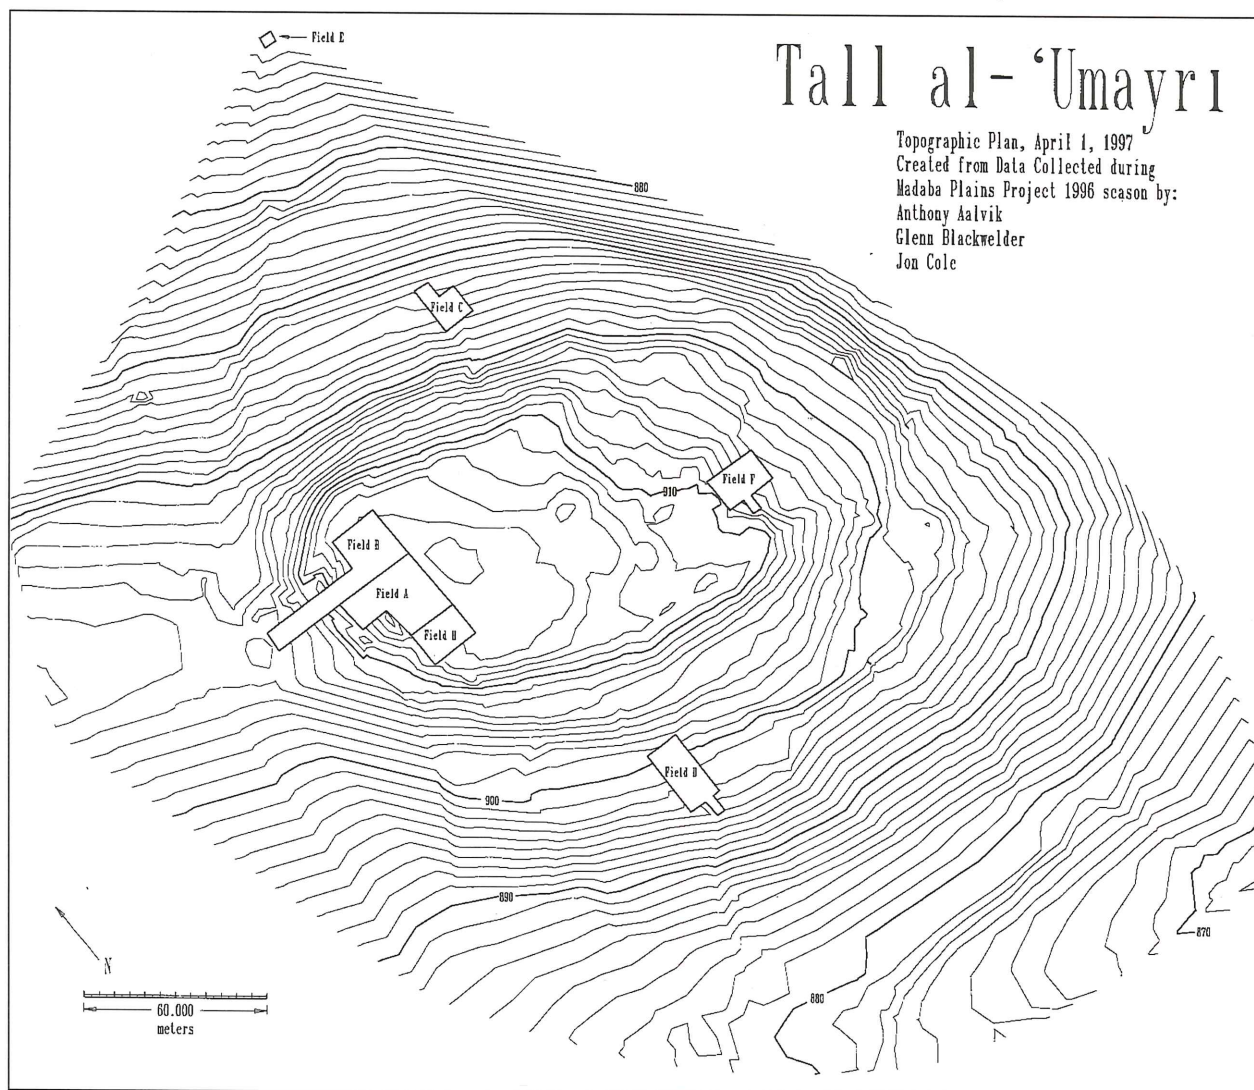 Field E
Tall al-‘Umayri
Topographic Plan, April 1, 1997
Created from Data Collected during
Madaba Plains Project 1996 season by:
Anthony Aalvik
Glenn Blackwelder
Jon Cole
880
Field C
Field F
910
Field B
Field A
Field H
Field D
900
890
870
880
N
60.000
meters